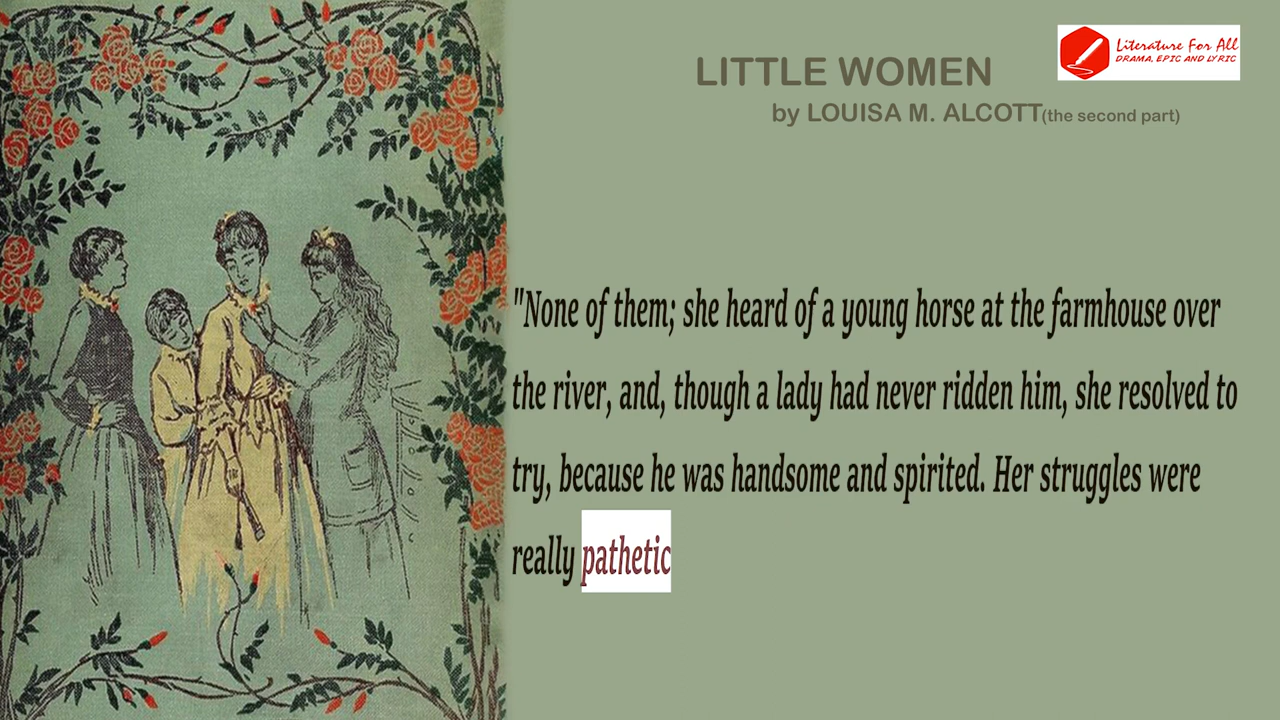 LITTLE WOMEN
by LOUISA M. ALCOTT(the second part)
Literature For All
DRAMA, EPIC AND LYRIC
"None of them; she heard of a young horse at the farmhouse over
the river, and, though a lady had never ridden him, she resolved to
try, because he was handsome and spirited. Her struggles were
really pathetic